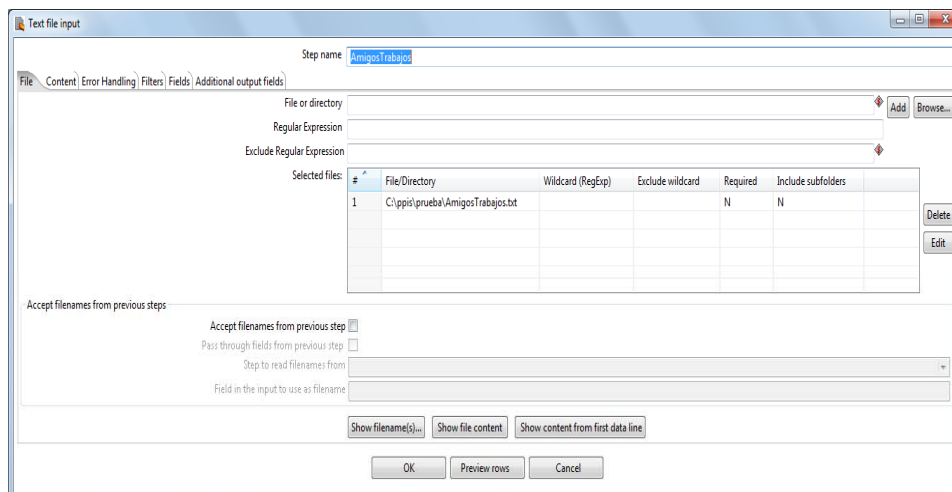 Text file input
Step name AmigosTrabajos
File Content Error Handling Filters Fields Additional output fields
File or directory Add Browse...
Regular Expression
Exclude Regular Expression
Selected files: # File/Directory Wildcard (RegExp) Exclude wildcard Required Include subfolders
1 C:\ppis\prueba\AmigosTrabajos.txt N N
Delete
Edit
Accept filenames from previous steps
Accept filenames from previous step
Pass through fields from previous step
Step to read filenames from
Field in the input to use as filename
Show filename(s)... Show file content Show content from first data line
OK Preview rows Cancel